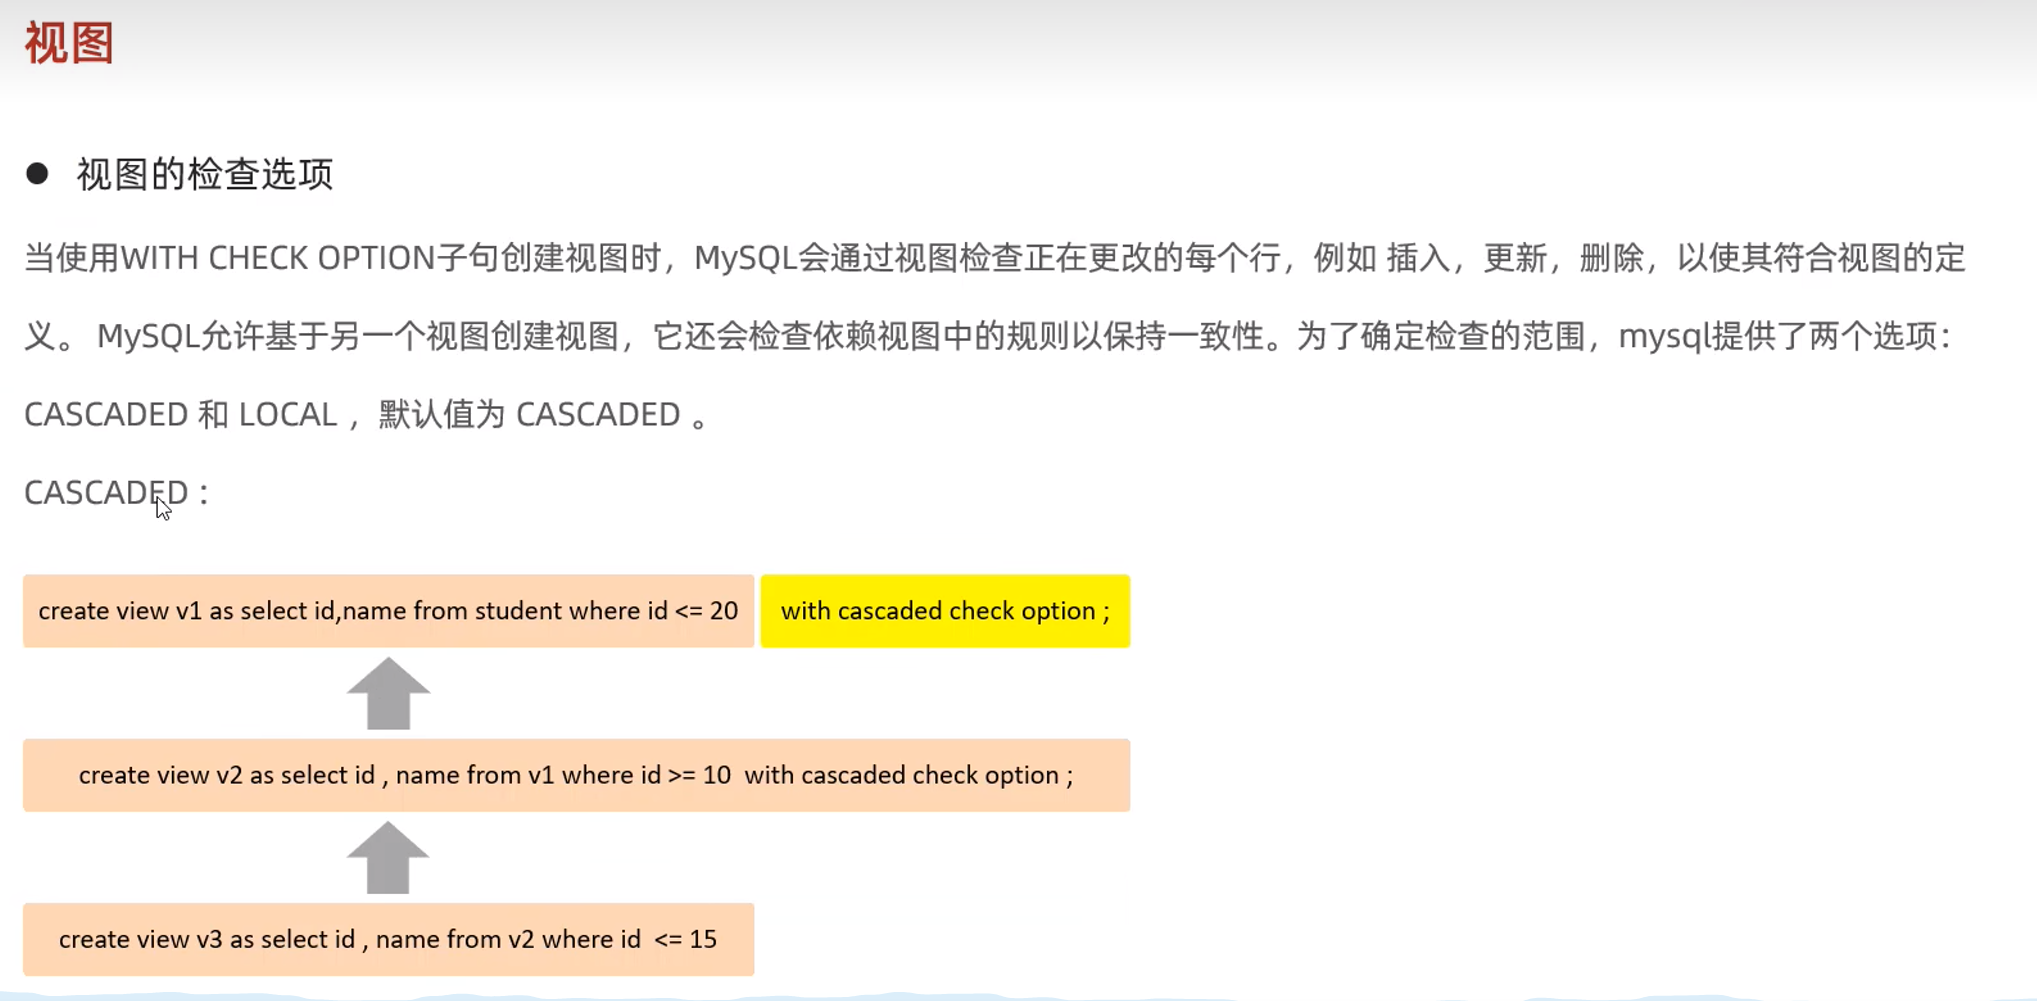 视图
● 视图的检查选项
当使用WITH CHECK OPTION子句创建视图时，MySQL会通过视图检查正在更改的每个行，例如 插入，更新，删除，以使其符合视图的定
义。 MySQL允许基于另一个视图创建视图，它还会检查依赖视图中的规则以保持一致性。为了确定检查的范围，mysql提供了两个选项：
CASCADED 和 LOCAL ，默认值为 CASCADED 。
CASCADED :
create view v1 as select id,name from student where id <= 20 with cascaded check option ;
create view v2 as select id , name from v1 where id >= 10 with cascaded check option ;
create view v3 as select id , name from v2 where id <= 15